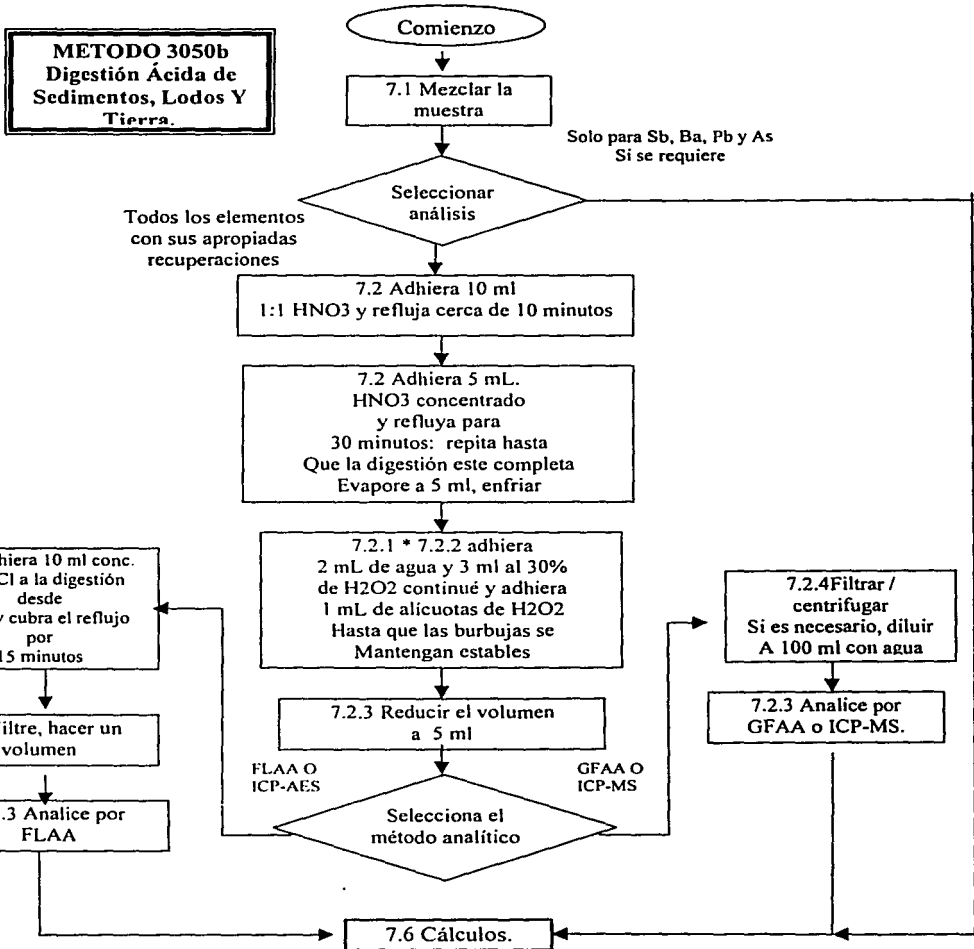 METODO 3050b
Digestión Ácida de
Sedimentos, Lodos Y
Tierra.
Comienzo
7.1 Mezclar la
muestra
Solo para Sb, Ba, Pb y As
Si se requiere
Seleccionar
análisis
Todos los elementos
con sus apropiadas
recuperaciones
7.2 Adhiera 10 ml
1:1 HNO3 y refluja cerca de 10 minutos
7.2 Adhiera 5 mL.
HNO3 concentrado
y refluya para
30 minutos: repita hasta
Que la digestión este completa
Evapore a 5 ml, enfriar
7.2.1 * 7.2.2 adhiera
2 mL de agua y 3 ml al 30%
de H2O2 continué y adhiera
1 mL de alícuotas de H2O2
Hasta que las burbujas se
Mantengan estables
7.2.3 Reducir el volumen
a 5 ml
FLAA O
ICP-AES
GFAA O
ICP-MS
Selecciona el
método analítico
hiera 10 ml conc.
Cl a la digestión
desde
y cubra el reflujo
por
15 minutos
iltre, hacer un
volumen
.3 Analice por
FLAA
7.2.4Filtrar /
centrifugar
Si es necesario, diluir
A 100 ml con agua
7.2.3 Analice por
GFAA o ICP-MS.
7.6 Cálculos.